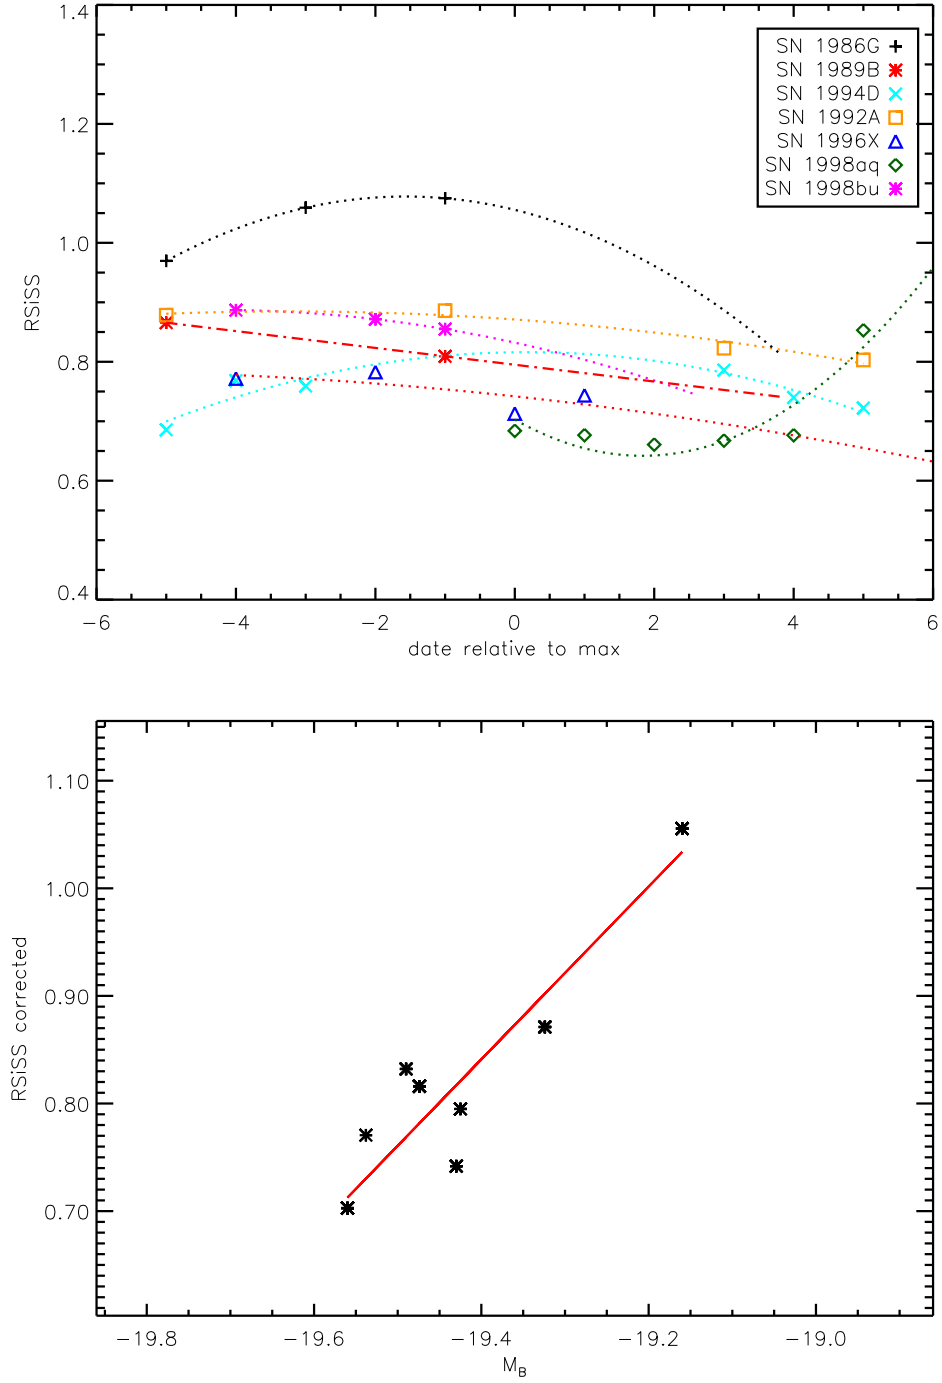 1.4
1.2
1.0
0.8
0.6
0.4
RSiSS
SN 1986G
SN 1989B
SN 1994D
SN 1992A
SN 1996X
SN 1998aq
SN 1998bu
−6 −4 −2 0 2 4 6
date relative to max
1.10
1.00
0.90
0.80
0.70
RSiSS corrected
−19.8 −19.6 −19.4 −19.2 −19.0
M_B